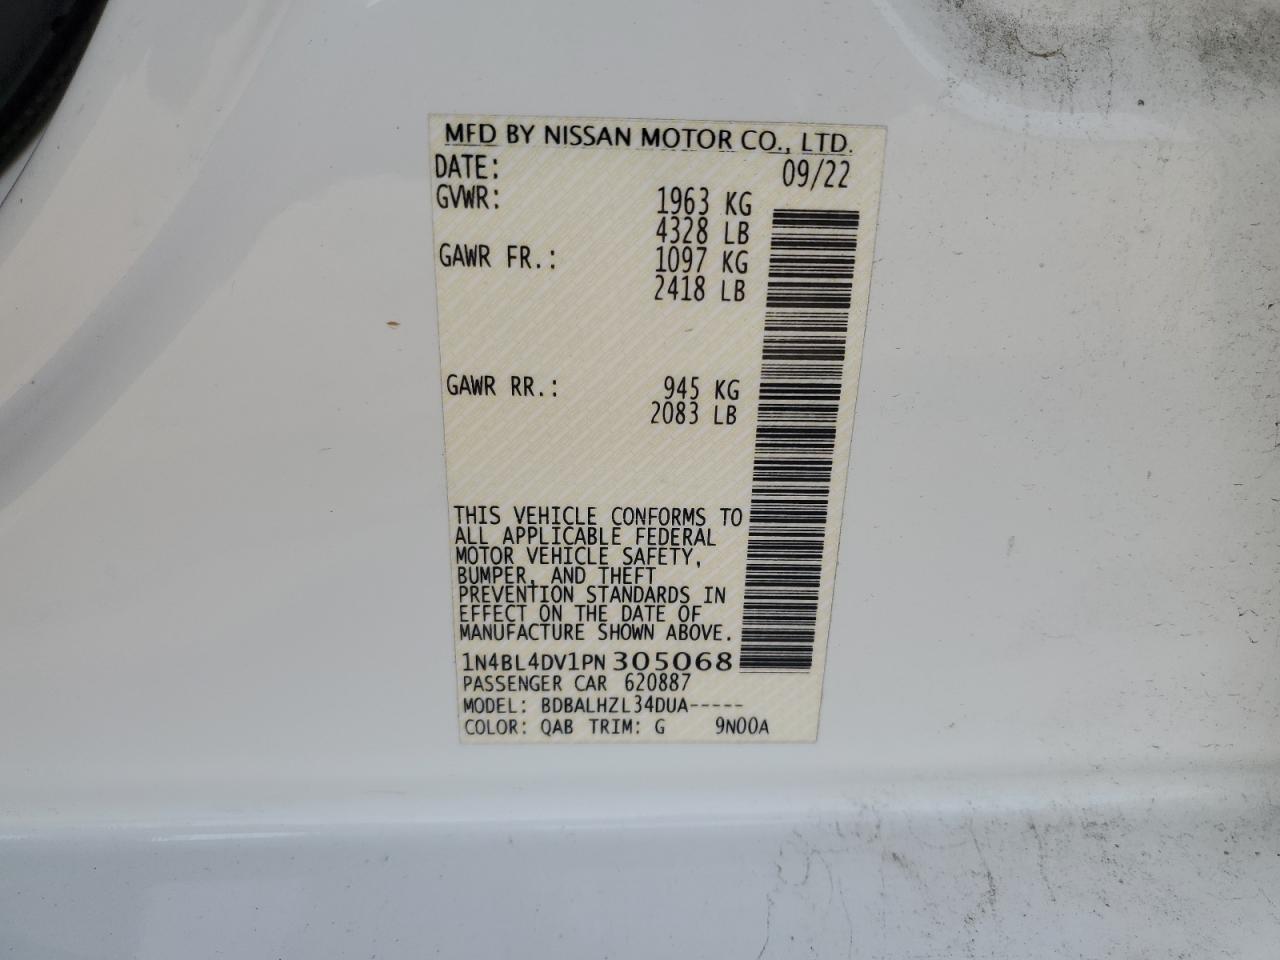 MFD BY NISSAN MOTOR CO., LTD.
DATE: 09/22
GVWR: 1963 KG
4328 LB
GAWR FR.: 1097 KG
2418 LB
GAWR RR.: 945 KG
2083 LB
THIS VEHICLE CONFORMS TO
ALL APPLICABLE FEDERAL
MOTOR VEHICLE SAFETY,
BUMPER, AND THEFT
PREVENTION STANDARDS IN
EFFECT ON THE DATE OF
MANUFACTURE SHOWN ABOVE.
1N4BL4DV1PN 305068
PASSENGER CAR 620887
MODEL: BDBALHZL34DUA-----
COLOR: QAB TRIM: G 9N00A